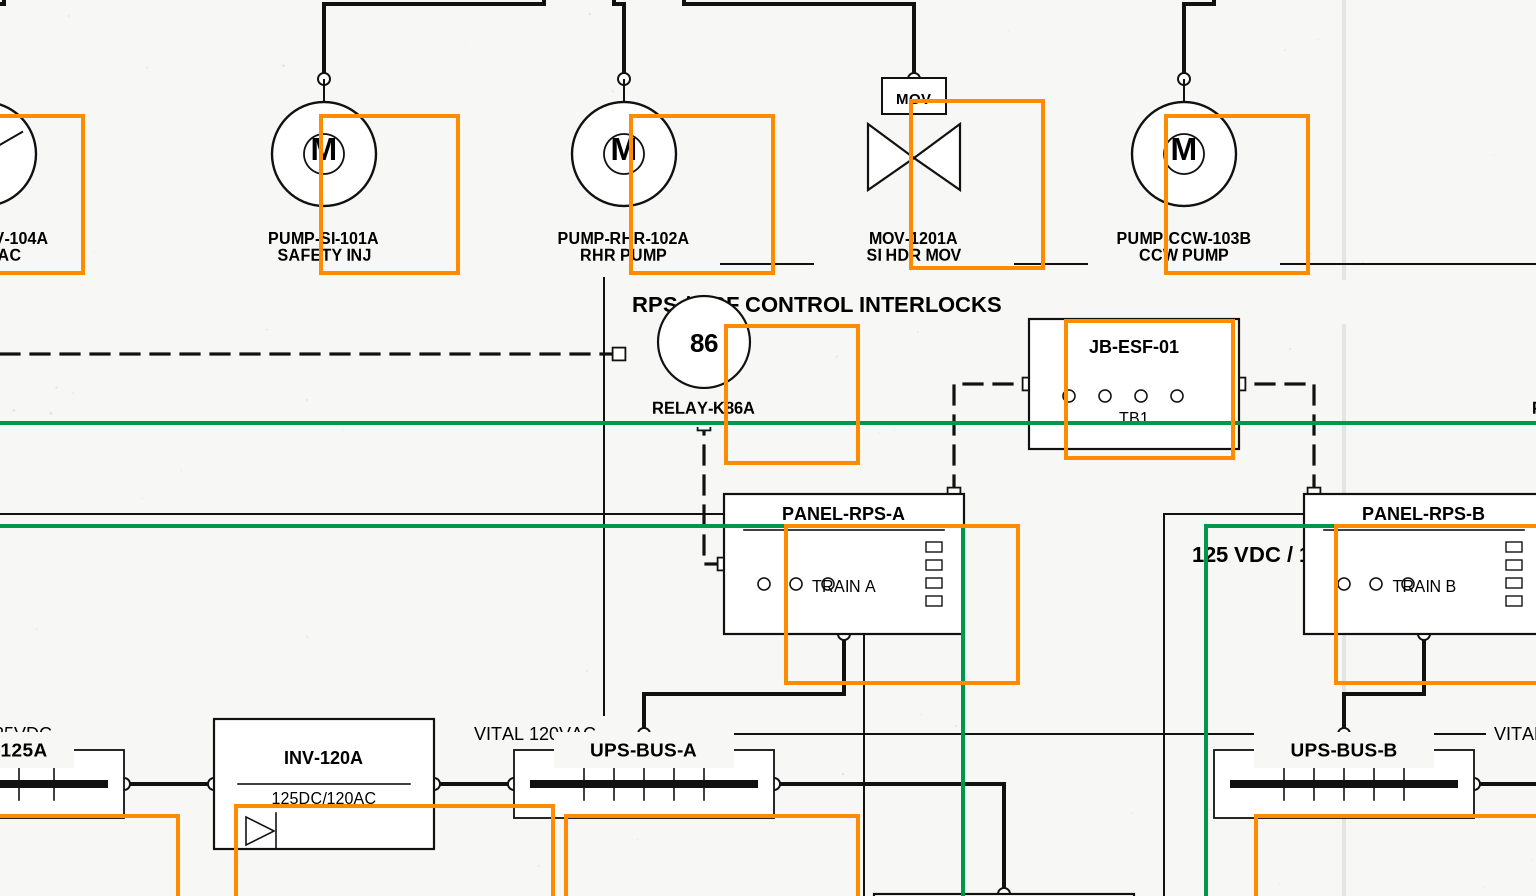 MOV
M
M
M
V-104A
AC
PUMP-SI-101A
SAFETY INJ
PUMP-RHR-102A
RHR PUMP
MOV-1201A
SI HDR MOV
PUMP-CCW-103B
CCW PUMP
CONTROL INTERLOCKS
86
RELAY-K86A
JB-ESF-01
TB1
PANEL-RPS-A
TRAIN A
125 VDC /
PANEL-RPS-B
TRAIN B
VITAL 120VAC
125A
INV-120A
125DC/120AC
UPS-BUS-A
UPS-BUS-B